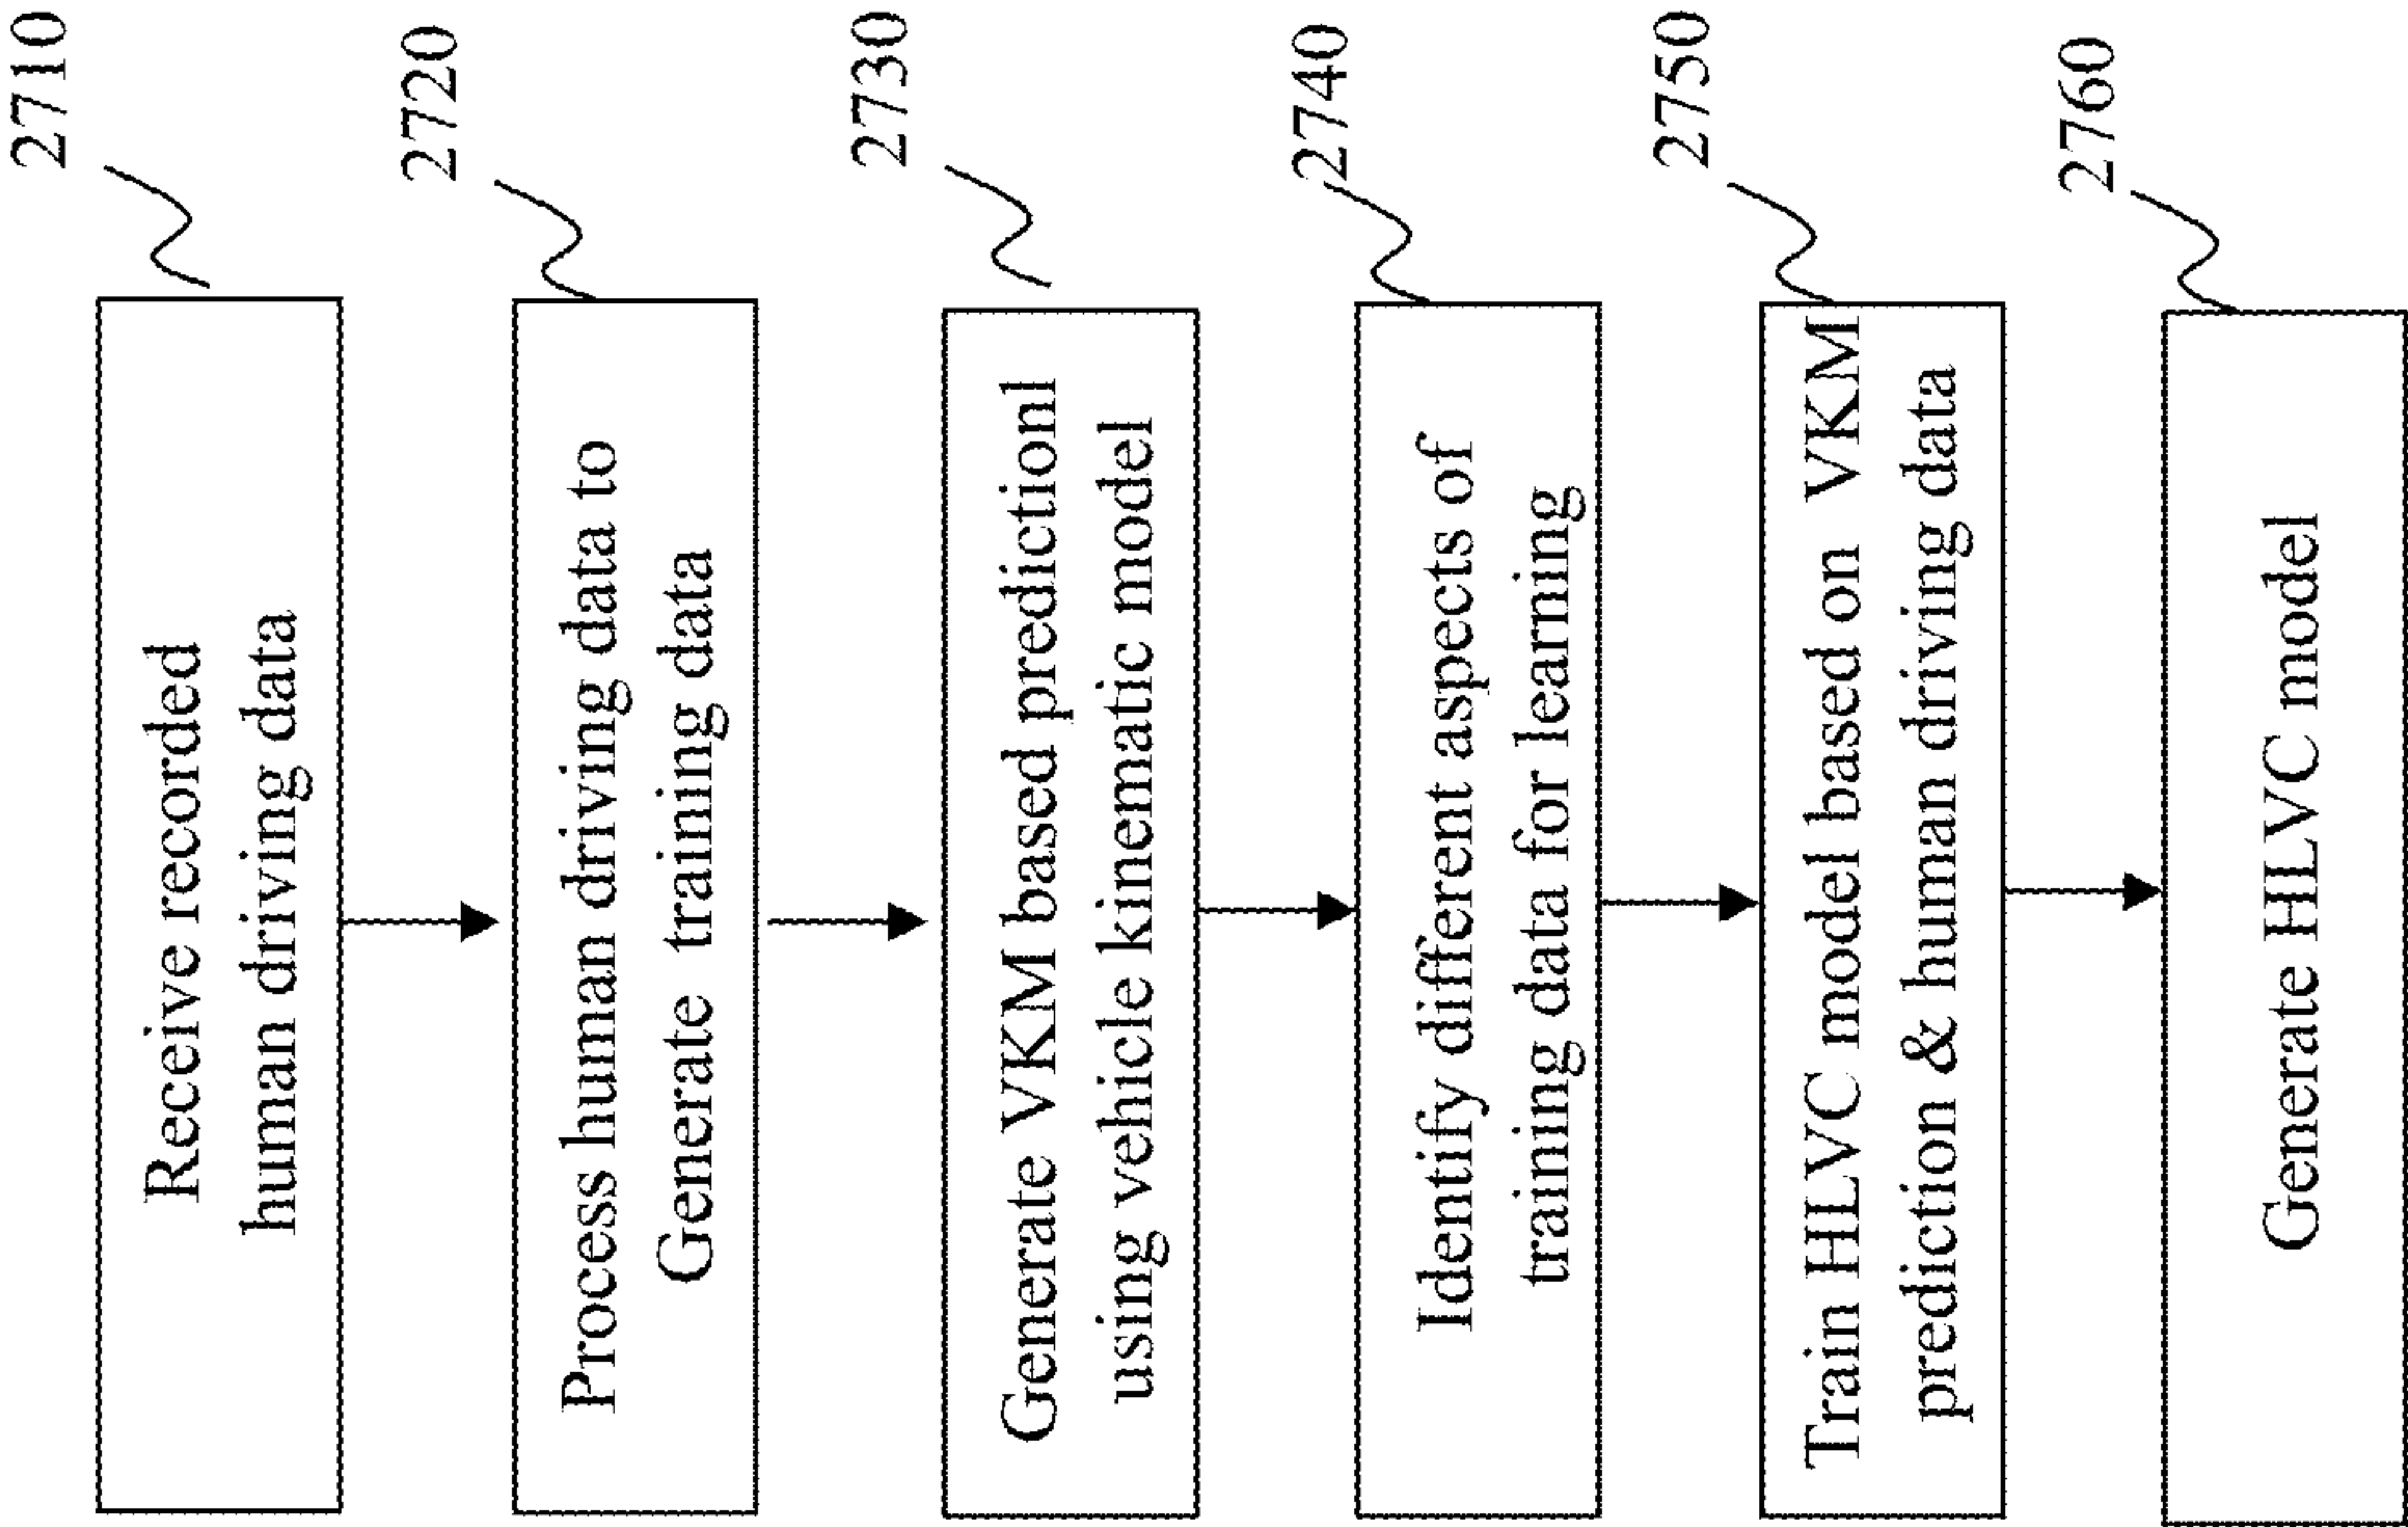 2710
Receive recorded
human driving data
2720
Process human driving data to
Generate training data
2730
Generate VKM based predictionl
using vehicle kinematic model
2740
Identify different aspects of
training data for learning
2750
Train HLVC model based on VKM
prediction & human driving data
2760
Generate HLVC model